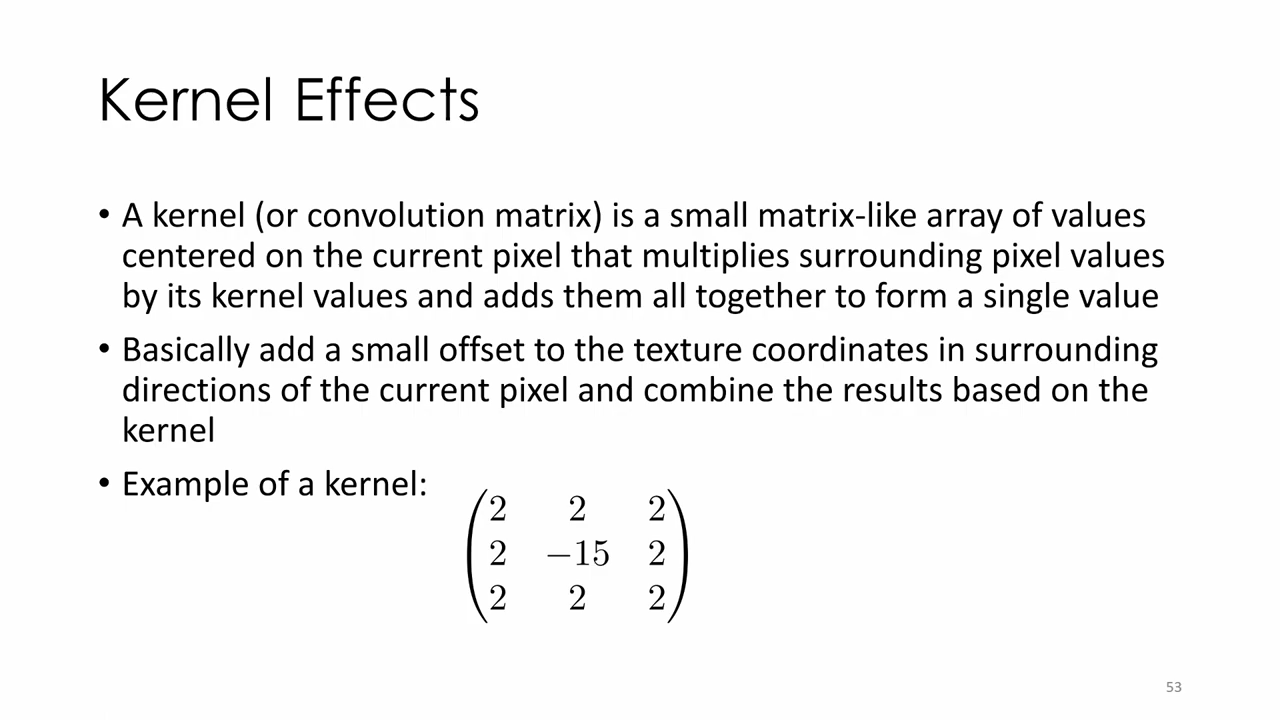 Kernel Effects
• A kernel (or convolution matrix) is a small matrix-like array of values
centered on the current pixel that multiplies surrounding pixel values
by its kernel values and adds them all together to form a single value
• Basically add a small offset to the texture coordinates in surrounding
directions of the current pixel and combine the results based on the
kernel
• Example of a kernel:
2 2 2
2 −15 2
2 2 2
53